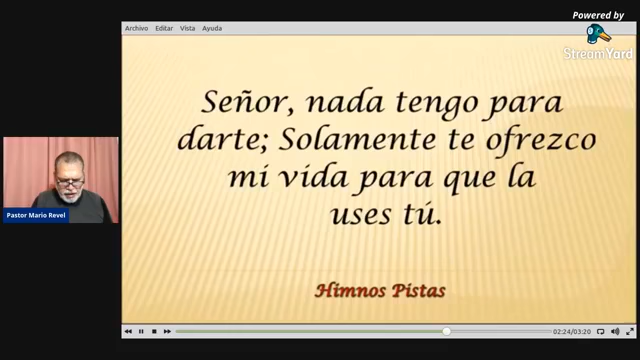 Powered by
StreamYard
Archivo Editar Vista Ayuda
Señor, nada tengo para
darte; Solamente te ofrezco
mi vida para que la
uses tú.
Himnos Pistas
Pastor Mario Revel
02:24/03:20